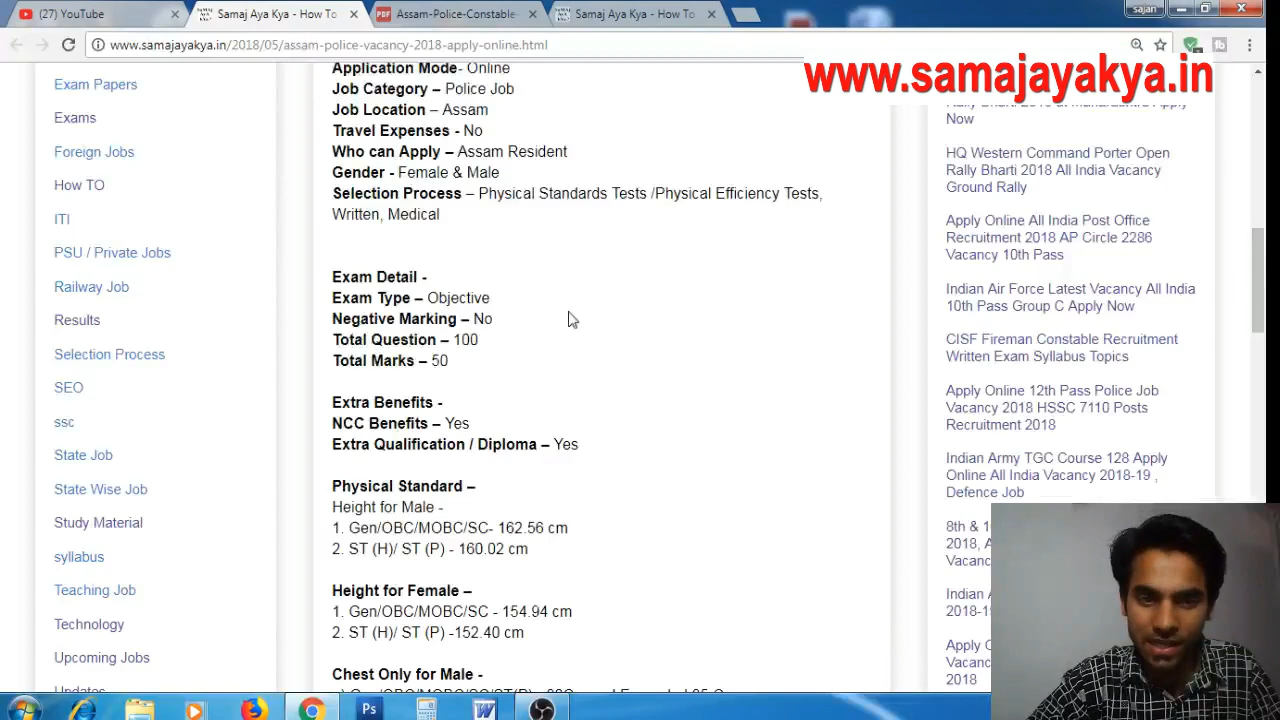 (27) YouTube
Samaj Aya Kya - How To
Assam-Police-Constable
Samaj Aya Kya - How To
sajan
www.samajayakya.in/2018/05/assam-police-vacancy-2018-apply-online.html
www.samajayakya.in
Exam Papers
Exams
Foreign Jobs
How TO
ITI
PSU / Private Jobs
Railway Job
Results
Selection Process
SEO
ssc
State Job
State Wise Job
Study Material
syllabus
Teaching Job
Technology
Upcoming Jobs
Updates
Application Mode- Online
Job Category – Police Job
Job Location – Assam
Travel Expenses - No
Who can Apply – Assam Resident
Gender - Female & Male
Selection Process – Physical Standards Tests /Physical Efficiency Tests,
Written, Medical
Exam Detail -
Exam Type – Objective
Negative Marking – No
Total Question – 100
Total Marks – 50
Extra Benefits -
NCC Benefits – Yes
Extra Qualification / Diploma – Yes
Physical Standard –
Height for Male -
1. Gen/OBC/MOBC/SC- 162.56 cm
2. ST (H)/ ST (P) - 160.02 cm
Height for Female –
1. Gen/OBC/MOBC/SC - 154.94 cm
2. ST (H)/ ST (P) -152.40 cm
Chest Only for Male -
Now
HQ Western Command Porter Open
Rally Bharti 2018 All India Vacancy
Ground Rally
Apply Online All India Post Office
Recruitment 2018 AP Circle 2286
Vacancy 10th Pass
Indian Air Force Latest Vacancy All India
10th Pass Group C Apply Now
CISF Fireman Constable Recruitment
Written Exam Syllabus Topics
Apply Online 12th Pass Police Job
Vacancy 2018 HSSC 7110 Posts
Recruitment 2018
Indian Army TGC Course 128 Apply
Online All India Vacancy 2018-19 ,
Defence Job
8th & 1
2018, A
Vacanc
Indian A
2018-1
Apply O
Vacanc
2018